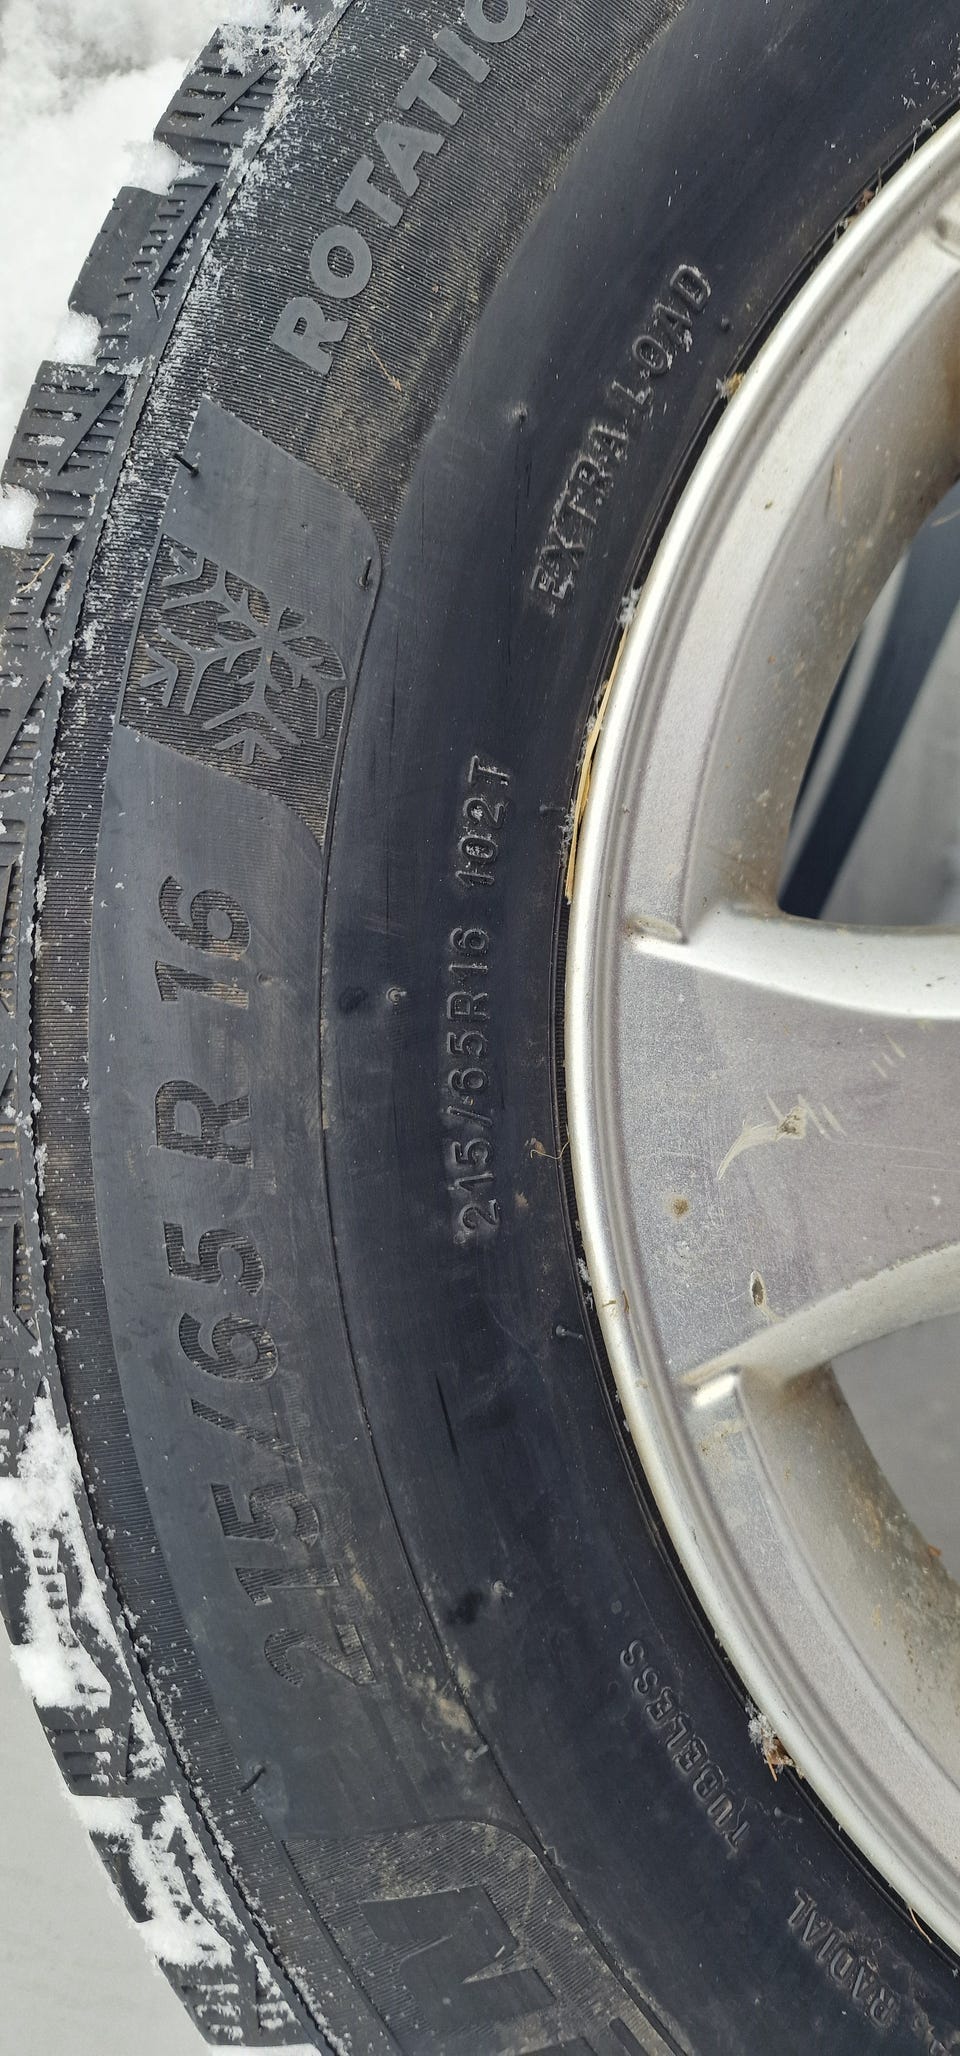 ROTATIO
EXTRA LOAD
215/65R16 102T
215/65 R 16
TUBELESS
RADIAL